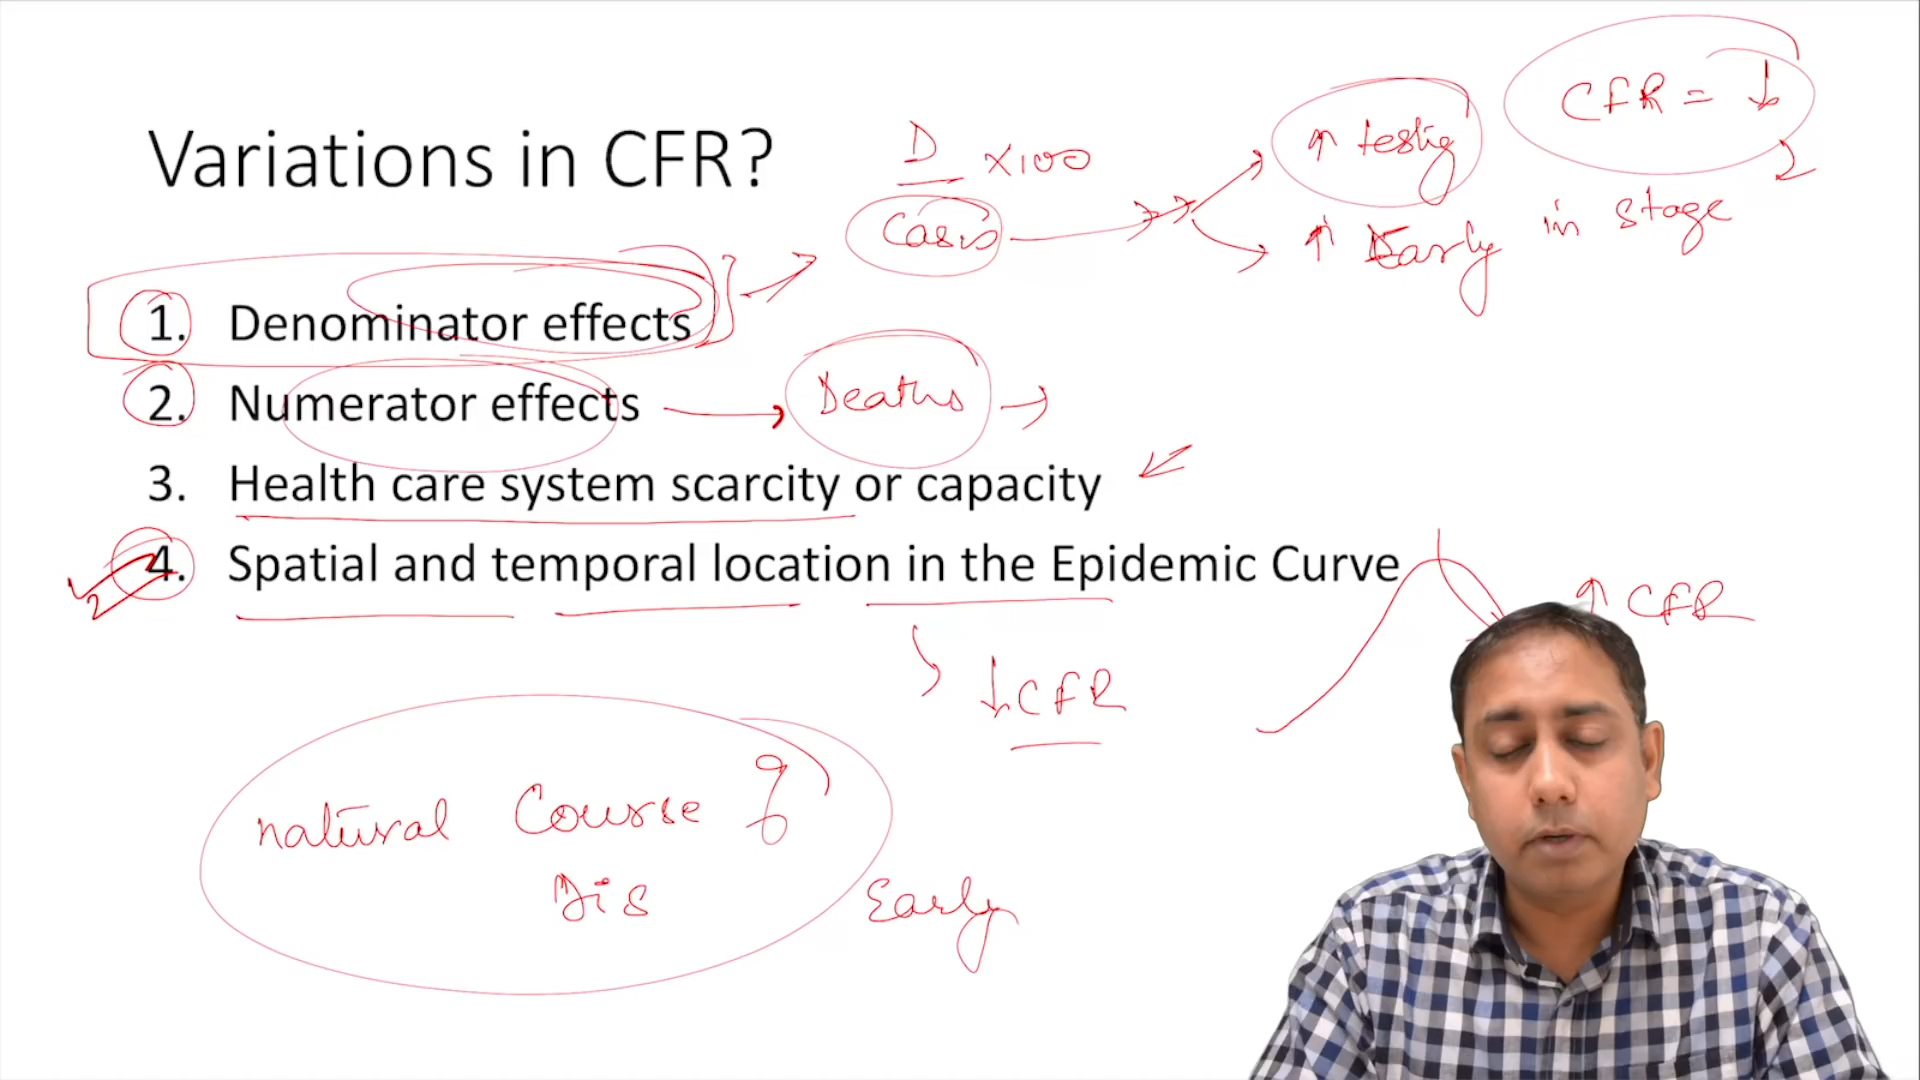 Variations in CFR?
D
Cases
×100
↑ testig
CFR = ↓
↑ Early in stage
1. Denominator effects
2. Numerator effects
Deaths
3. Health care system scarcity or capacity
4. Spatial and temporal location in the Epidemic Curve
↑ CFR
↓ CFR
natural Course of
Dis
Early